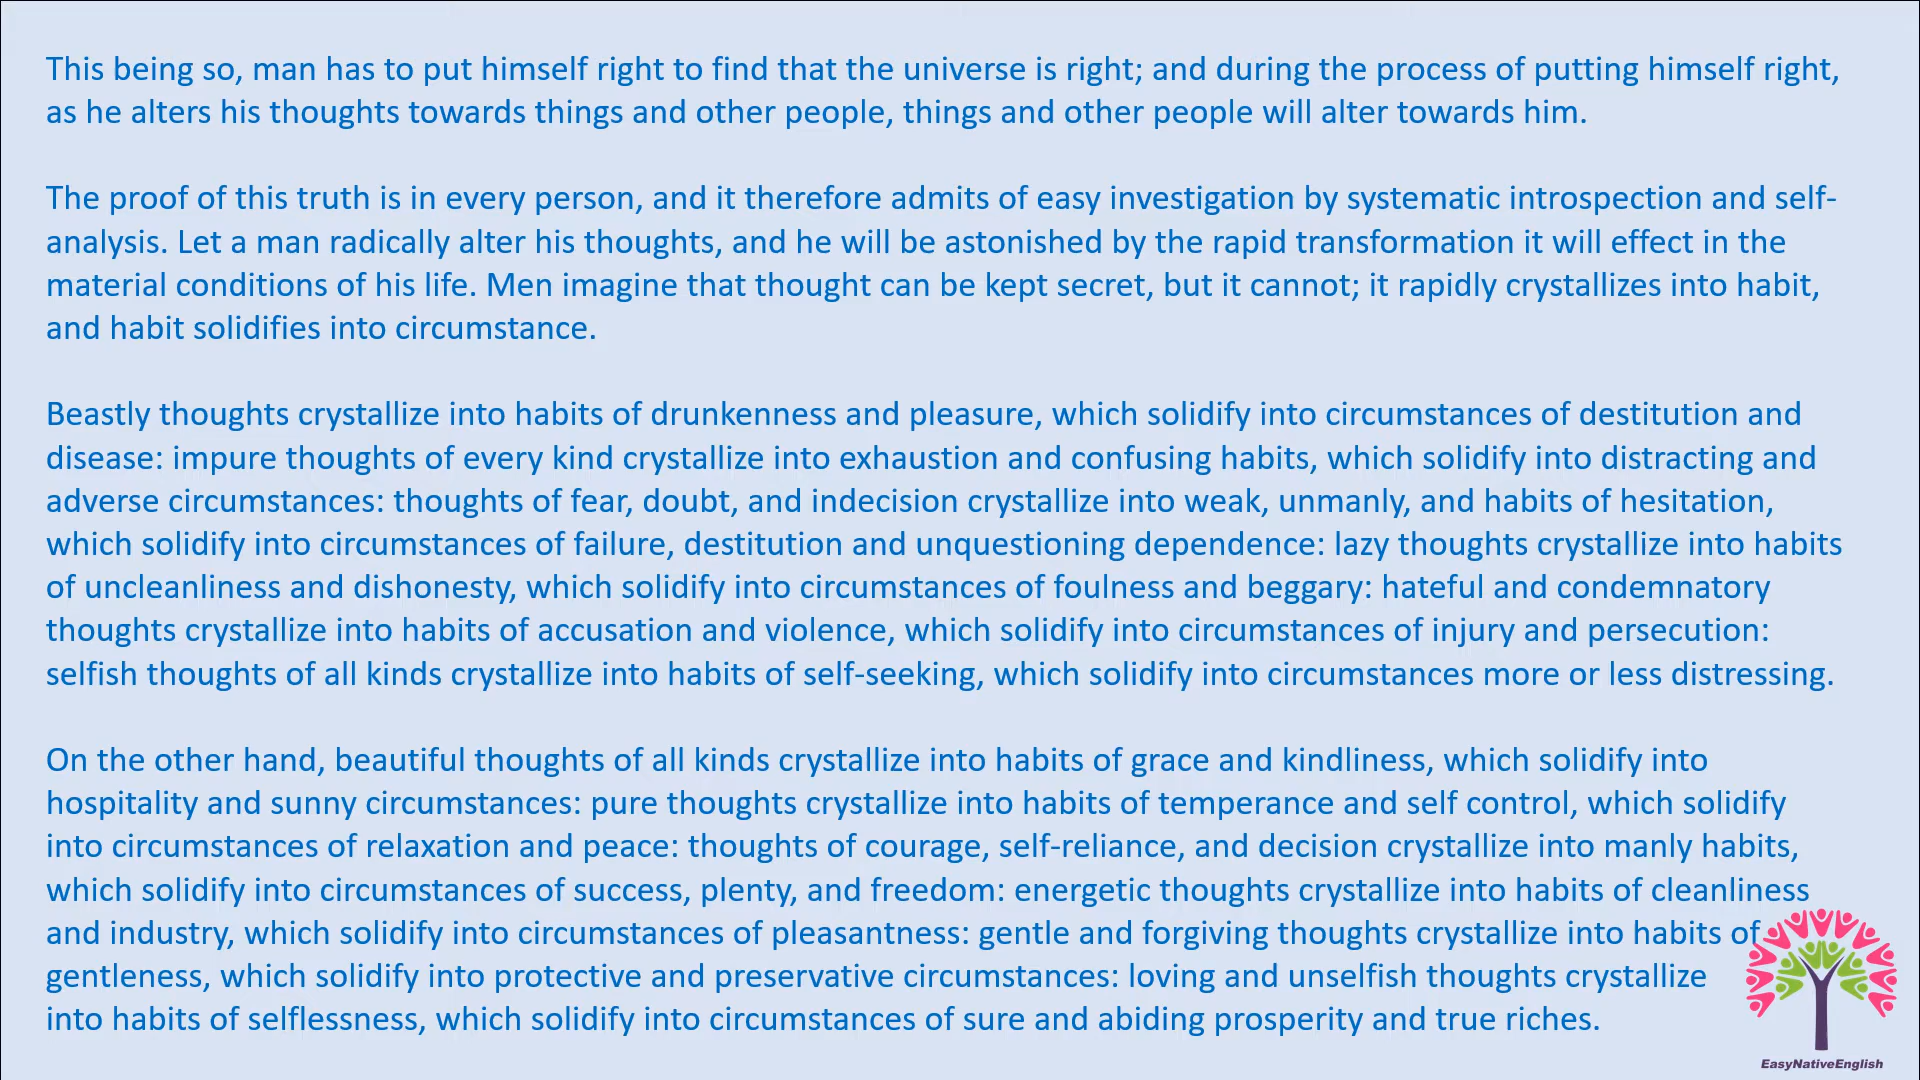 This being so, man has to put himself right to find that the universe is right; and during the process of putting himself right,
as he alters his thoughts towards things and other people, things and other people will alter towards him.
The proof of this truth is in every person, and it therefore admits of easy investigation by systematic introspection and self-
analysis. Let a man radically alter his thoughts, and he will be astonished by the rapid transformation it will effect in the
material conditions of his life. Men imagine that thought can be kept secret, but it cannot; it rapidly crystallizes into habit,
and habit solidifies into circumstance.
Beastly thoughts crystallize into habits of drunkenness and pleasure, which solidify into circumstances of destitution and
disease: impure thoughts of every kind crystallize into exhaustion and confusing habits, which solidify into distracting and
adverse circumstances: thoughts of fear, doubt, and indecision crystallize into weak, unmanly, and habits of hesitation,
which solidify into circumstances of failure, destitution and unquestioning dependence: lazy thoughts crystallize into habits
of uncleanliness and dishonesty, which solidify into circumstances of foulness and beggary: hateful and condemnatory
thoughts crystallize into habits of accusation and violence, which solidify into circumstances of injury and persecution:
selfish thoughts of all kinds crystallize into habits of self-seeking, which solidify into circumstances more or less distressing.
On the other hand, beautiful thoughts of all kinds crystallize into habits of grace and kindliness, which solidify into
hospitality and sunny circumstances: pure thoughts crystallize into habits of temperance and self control, which solidify
into circumstances of relaxation and peace: thoughts of courage, self-reliance, and decision crystallize into manly habits,
which solidify into circumstances of success, plenty, and freedom: energetic thoughts crystallize into habits of cleanliness
and industry, which solidify into circumstances of pleasantness: gentle and forgiving thoughts crystallize into habits of
gentleness, which solidify into protective and preservative circumstances: loving and unselfish thoughts crystallize
into habits of selflessness, which solidify into circumstances of sure and abiding prosperity and true riches.
EasyNativeEnglish